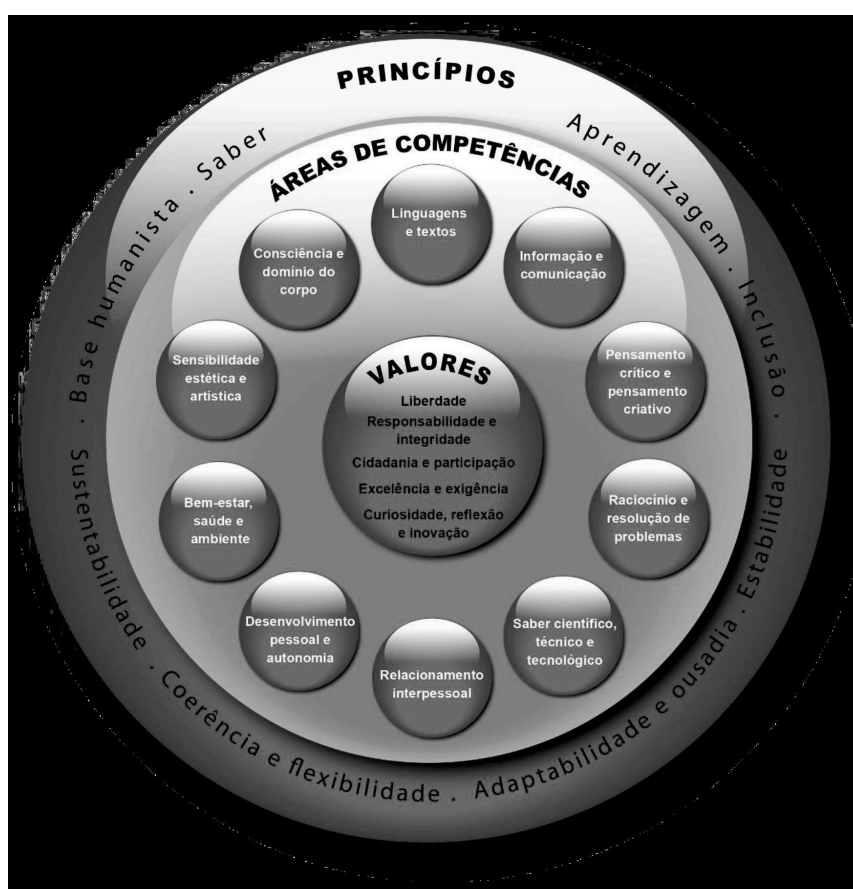 PRINCÍPIOS
Base humanista . Saber
Aprendizagem . Inclusão .
Estabilidade
. Adaptabilidade e ousadia .
Coerência e flexibilidade
. Sustentabilidade .
ÁREAS DE COMPETÊNCIAS
Linguagens
e textos
Informação e
comunicação
Pensamento
crítico e
pensamento
criativo
Raciocínio e
resolução de
problemas
Saber científico,
técnico e
tecnológico
Relacionamento
interpessoal
Desenvolvimento
pessoal e
autonomia
Bem-estar,
saúde e
ambiente
Sensibilidade
estética e
artística
Consciência e
domínio do
corpo
VALORES
Liberdade
Responsabilidade e
integridade
Cidadania e participação
Excelência e exigência
Curiosidade, reflexão
e inovação